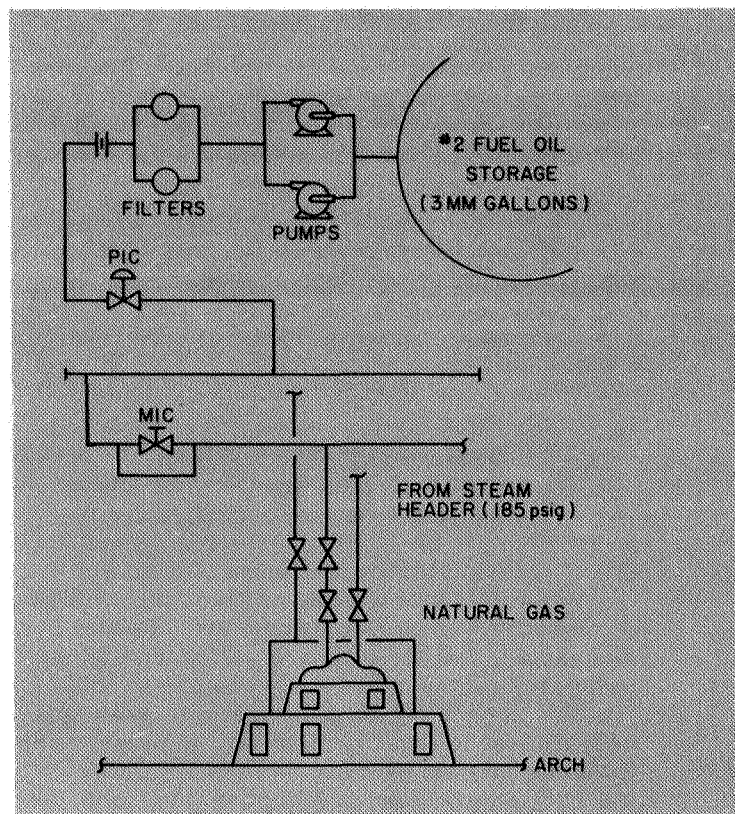 #2 FUEL OIL
STORAGE
(3 MM GALLONS)
FILTERS
PUMPS
PIC
MIC
FROM STEAM
HEADER (185 psig)
NATURAL GAS
ARCH